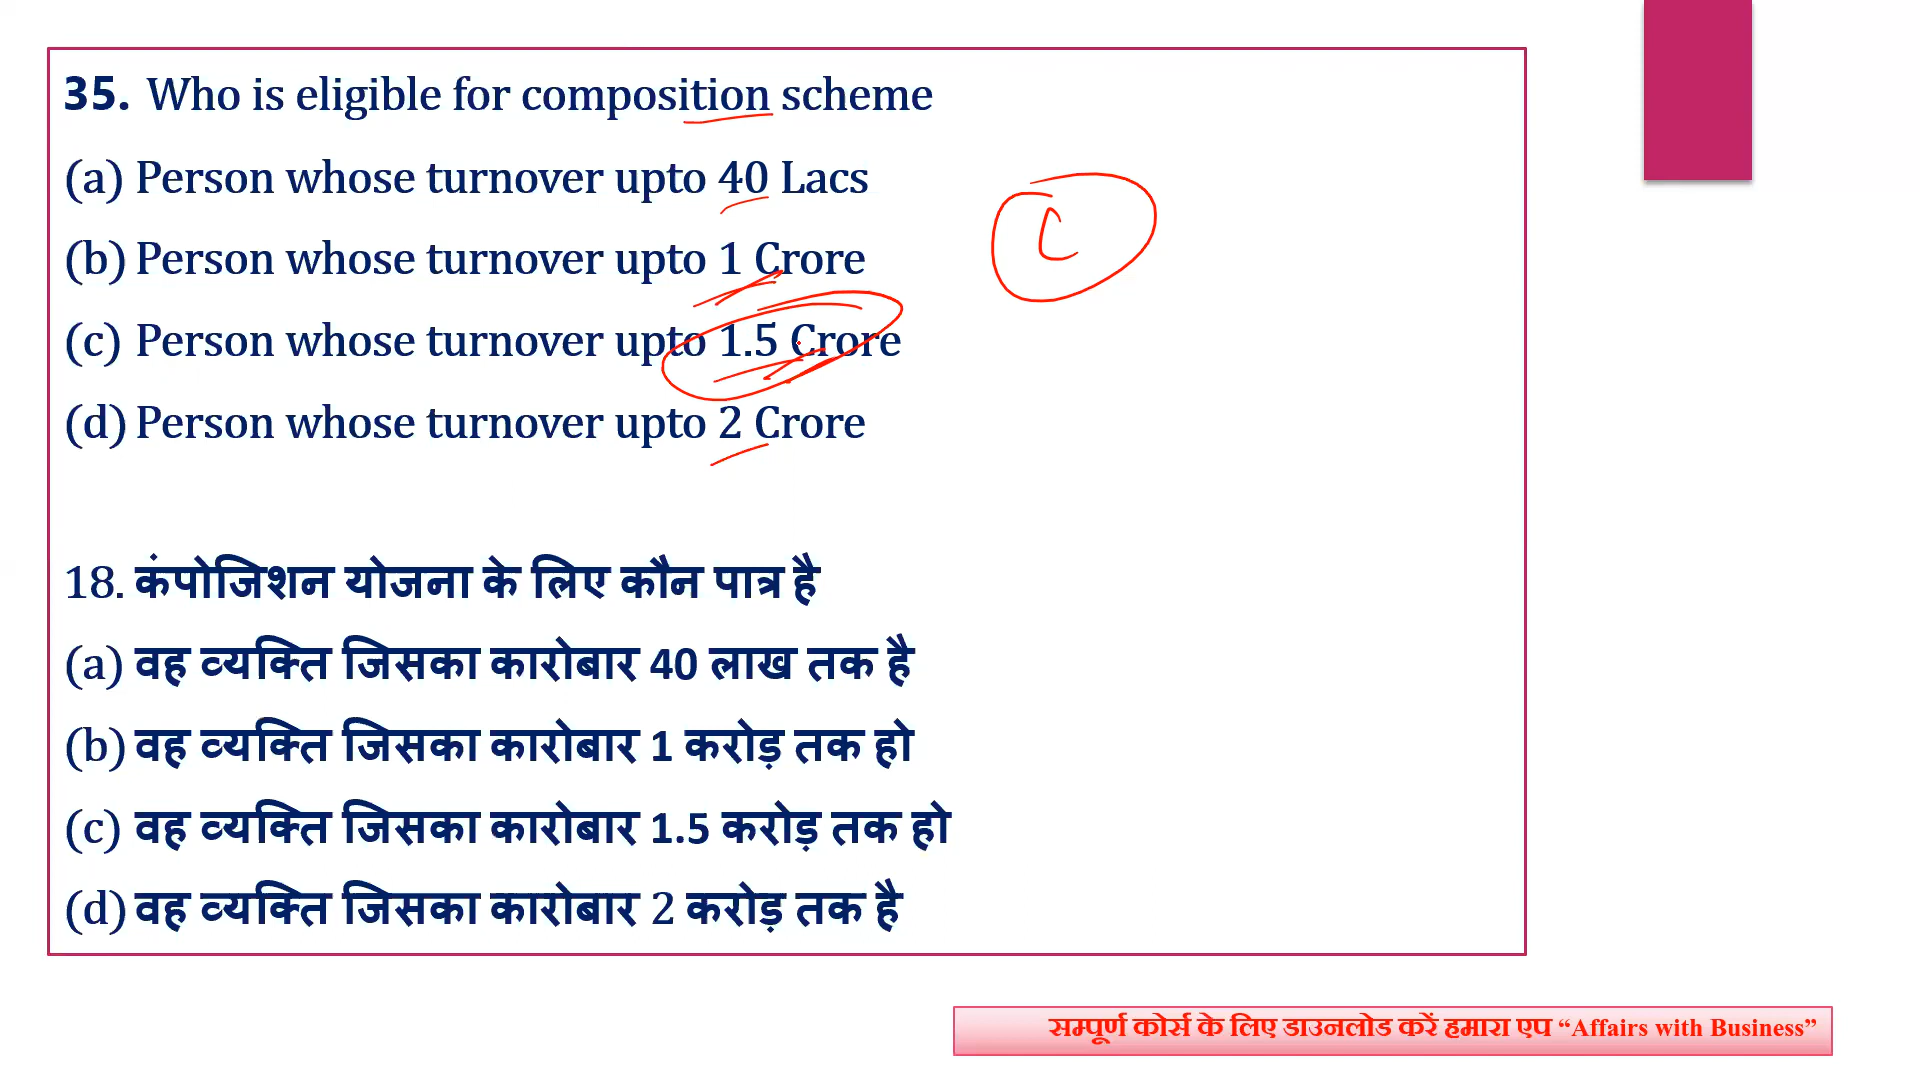 35. Who is eligible for composition scheme
(a) Person whose turnover upto 40 Lacs
(b) Person whose turnover upto 1 Crore
C
(c) Person whose turnover upto 1.5 Crore
(d) Person whose turnover upto 2 Crore
18. कंपोजिशन योजना के लिए कौन पात्र है
(a) वह व्यक्ति जिसका कारोबार 40 लाख तक है
(b) वह व्यक्ति जिसका कारोबार 1 करोड़ तक हो
(c) वह व्यक्ति जिसका कारोबार 1.5 करोड़ तक हो
(d) वह व्यक्ति जिसका कारोबार 2 करोड़ तक है
सम्पूर्ण कोर्स के लिए डाउनलोड करें हमारा एप “Affairs with Business”